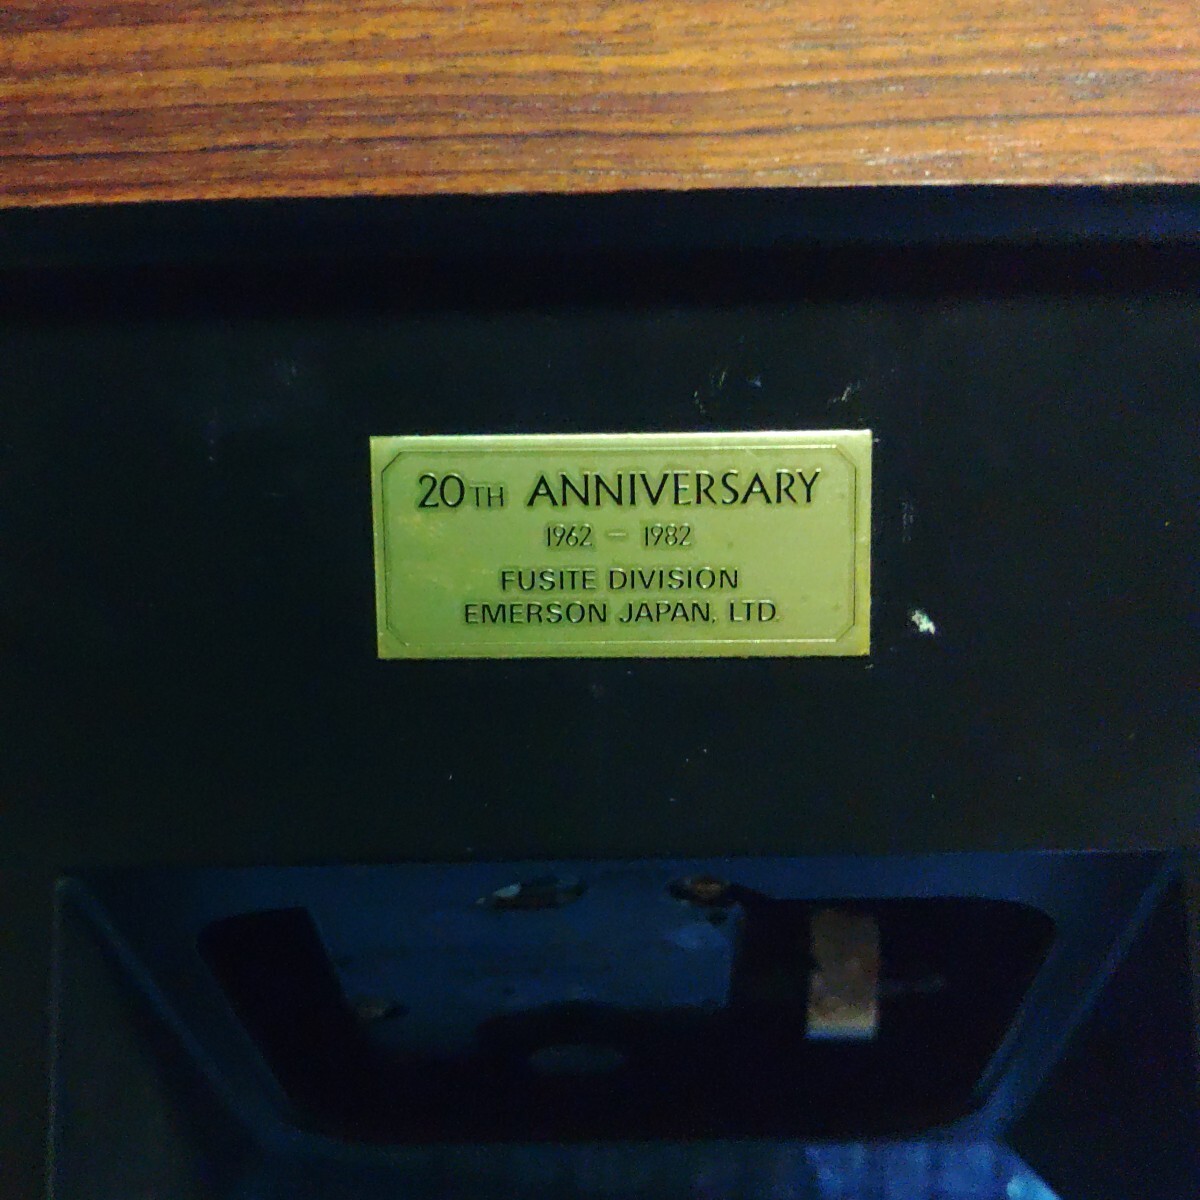 20TH ANNIVERSARY
1962 - 1982
FUSITE DIVISION
EMERSON JAPAN, LTD.